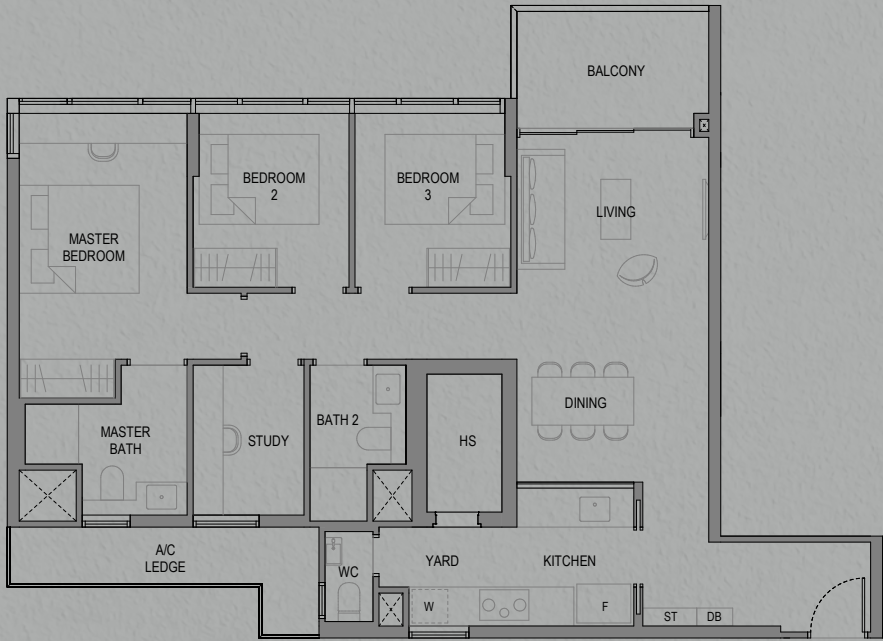 BALCONY
BEDROOM
2
BEDROOM
3
LIVING
MASTER
BEDROOM
DINING
BATH 2
MASTER
BATH
STUDY
HS
A/C
LEDGE
WC
YARD
KITCHEN
W
F
ST
DB